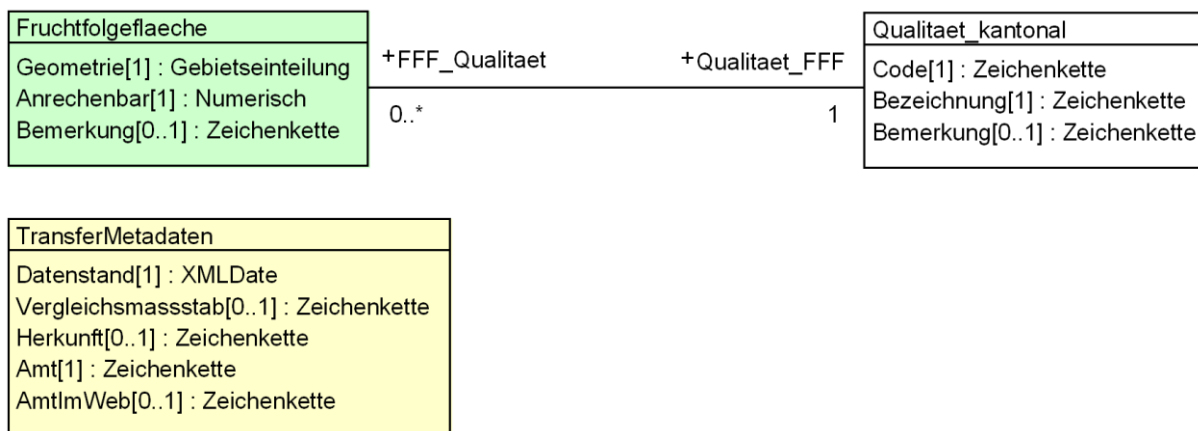 Fruchtfolgeflaeche
Geometrie[1] : Gebietseinteilung
Anrechenbar[1] : Numerisch
Bemerkung[0..1] : Zeichenkette
+FFF_Qualitaet
0..*
+Qualitaet_FFF
1
Qualitaet_kantonal
Code[1] : Zeichenkette
Bezeichnung[1] : Zeichenkette
Bemerkung[0..1] : Zeichenkette
TransferMetadaten
Datenstand[1] : XMLDate
Vergleichsmassstab[0..1] : Zeichenkette
Herkunft[0..1] : Zeichenkette
Amt[1] : Zeichenkette
AmtImWeb[0..1] : Zeichenkette